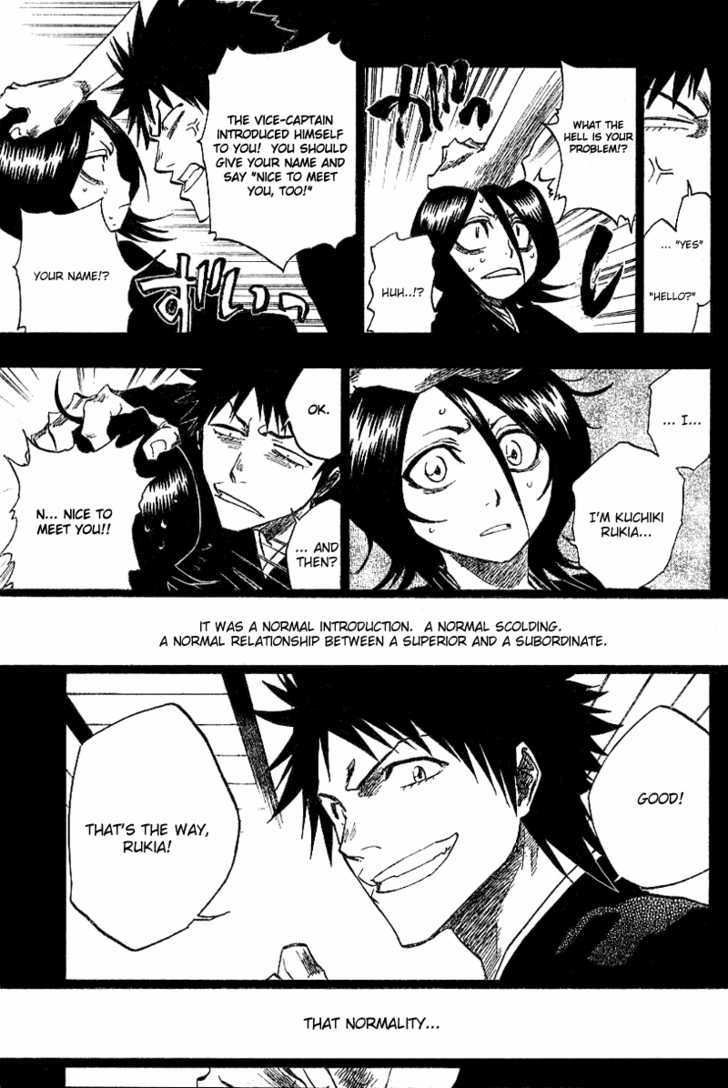 ... "YES"
"HELLO?"
WHAT THE
HELL IS YOUR
PROBLEM!?
HUH..!?
THE VICE-CAPTAIN
INTRODUCED HIMSELF
TO YOU! YOU SHOULD
GIVE YOUR NAME AND
SAY "NICE TO MEET
YOU, TOO!"
YOUR NAME!?
... I...
I'M KUCHIKI
RUKIA...
OK.
... AND
THEN?
N... NICE TO
MEET YOU!!
IT WAS A NORMAL INTRODUCTION. A NORMAL SCOLDING.
A NORMAL RELATIONSHIP BETWEEN A SUPERIOR AND A SUBORDINATE.
GOOD!
THAT'S THE WAY,
RUKIA!
THAT NORMALITY...